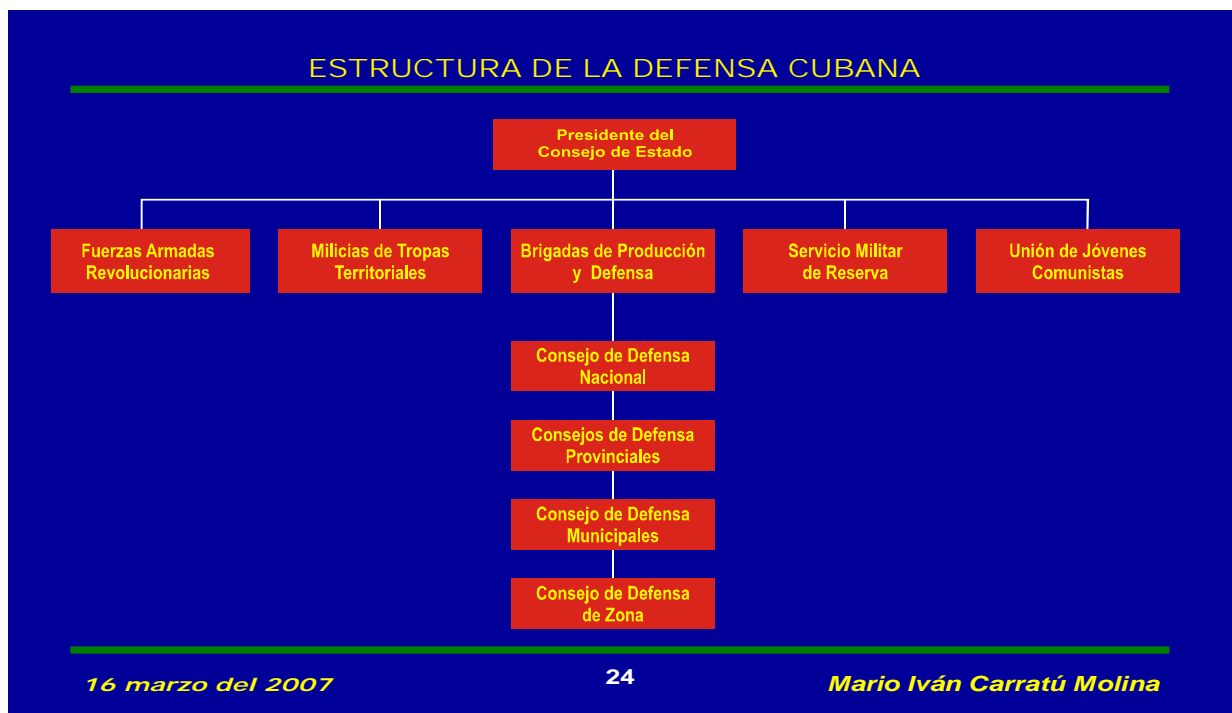 ESTRUCTURA DE LA DEFENSA CUBANA
Presidente del
Consejo de Estado
Fuerzas Armadas
Revolucionarias
Milicias de Tropas
Territoriales
Brigadas de Producción
y Defensa
Servicio Militar
de Reserva
Unión de Jóvenes
Comunistas
Consejo de Defensa
Nacional
Consejos de Defensa
Provinciales
Consejo de Defensa
Municipales
Consejo de Defensa
de Zona
16 marzo del 2007
24
Mario Iván Carratú Molina